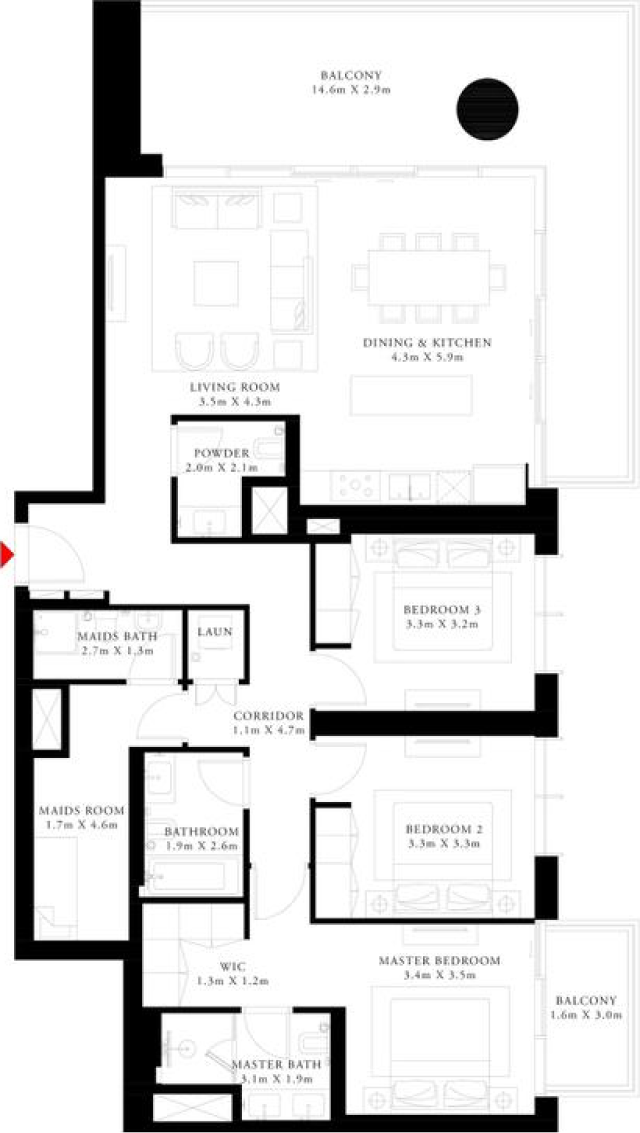 BALCONY
14.6m X 2.9m
DINING & KITCHEN
4.3m X 5.9m
LIVING ROOM
3.5m X 4.3m
POWDER
2.0m X 2.1m
BEDROOM 3
3.3m X 3.2m
MAIDS BATH
2.7m X 1.3m
LAUN
CORRIDOR
1.1m X 4.7m
MAIDS ROOM
1.7m X 4.6m
BATHROOM
1.9m X 2.6m
BEDROOM 2
3.3m X 3.3m
MASTER BEDROOM
3.4m X 3.5m
WIC
1.3m X 1.2m
BALCONY
1.6m X 3.0m
MASTER BATH
3.1m X 1.9m